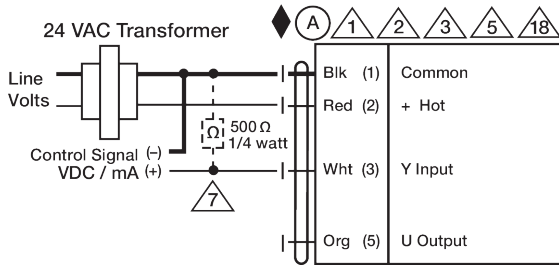 24 VAC Transformer
A 1 2 3 5 18
Line
Volts
Blk (1) Common
Red (2) + Hot
Ω 500 Ω
1/4 watt
Control Signal (-)
VDC / mA (+)
Wht (3) Y Input
7
Org (5) U Output